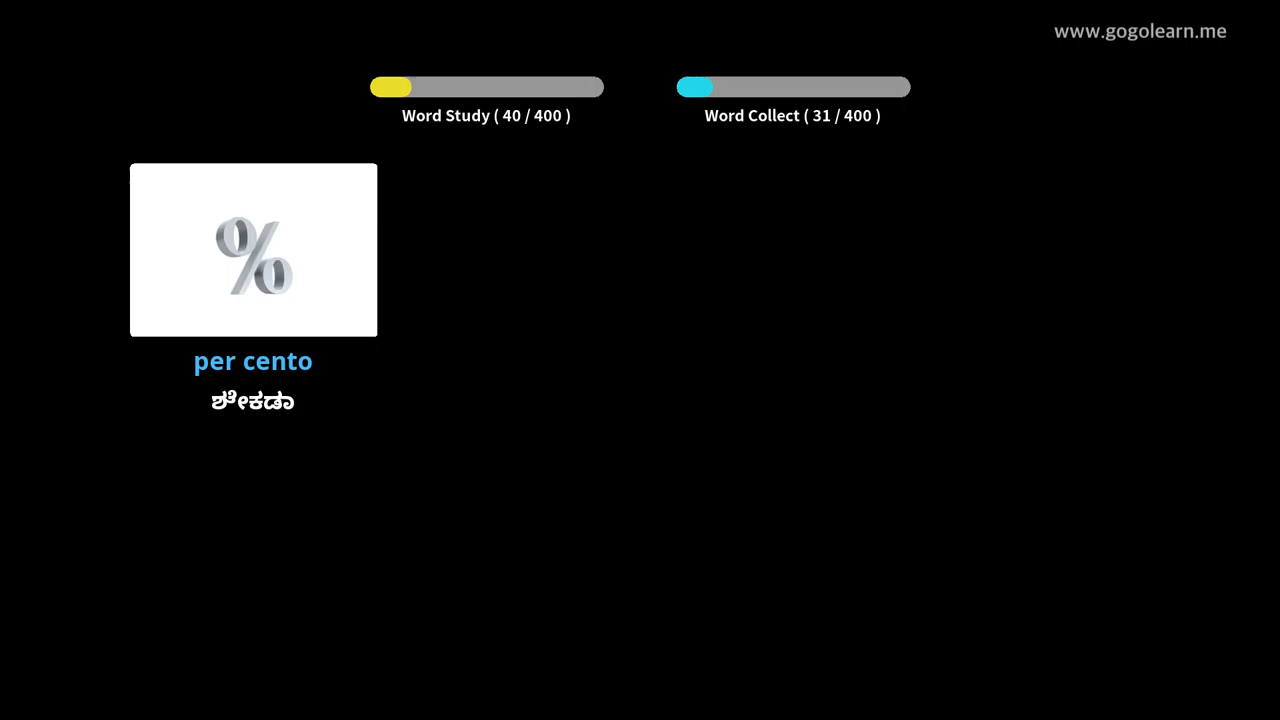 www.gogolearn.me
Word Study ( 40 / 400 )
Word Collect ( 31 / 400 )
%
per cento
ಶೇಕಡಾ